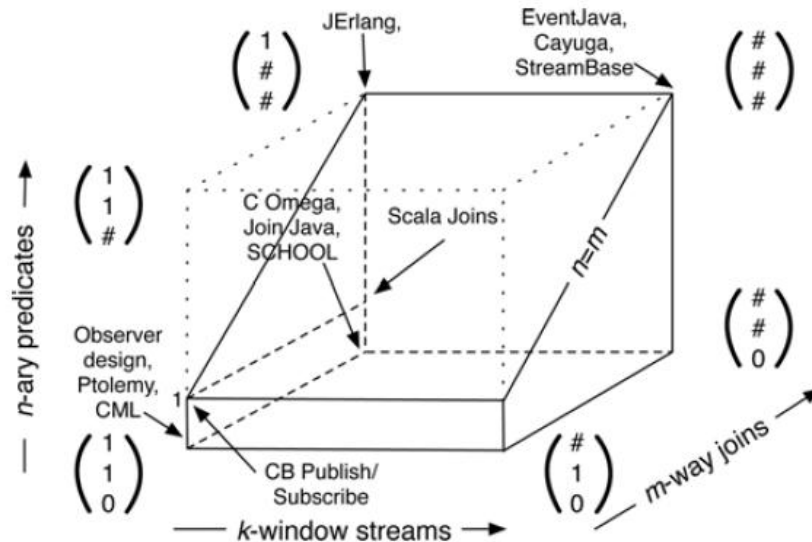 JErlang,
EventJava,
Cayuga,
StreamBase
1
#
#
#
#
#
1
1
#
C Omega,
Join Java,
SCHOOL
Scala Joins
n=m
n-ary predicates
Observer
design,
Ptolemy,
CML
1
#
#
0
1
1
0
CB Publish/
Subscribe
#
1
0
m-way joins
k-window streams